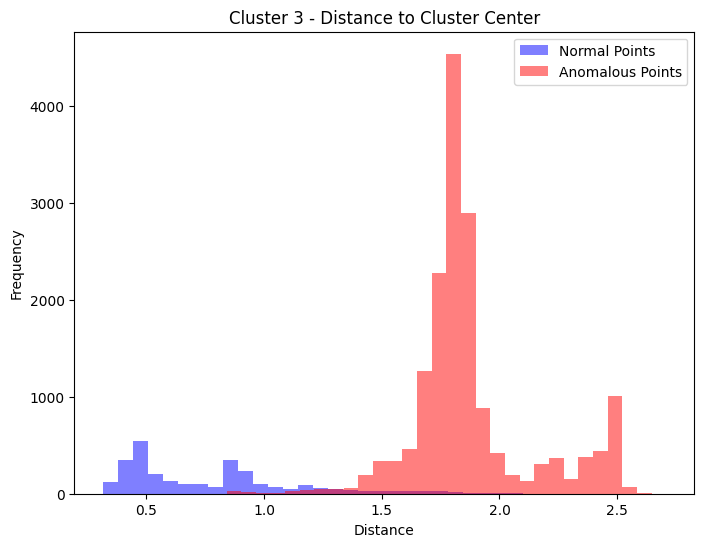 Cluster 3 - Distance to Cluster Center
Normal Points
Anomalous Points
Frequency
4000
3000
2000
1000
0
0.5
1.0
1.5
2.0
2.5
Distance